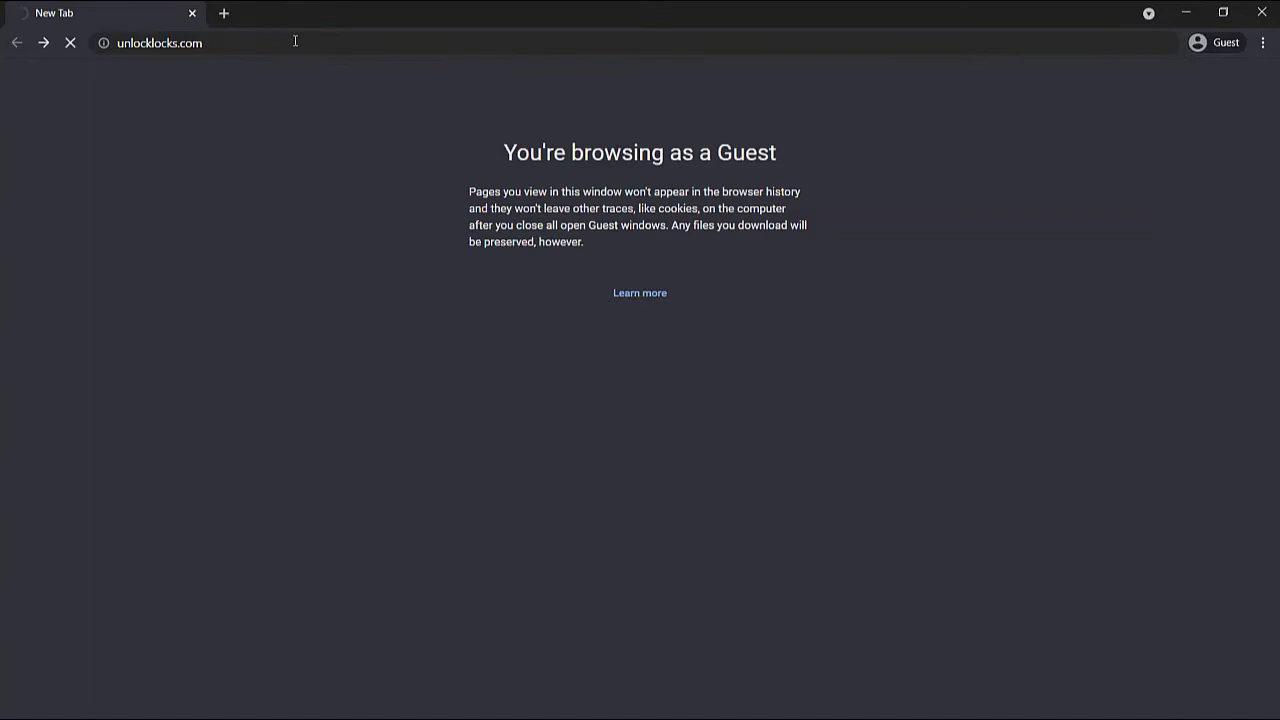 New Tab
unlocklocks.com
Guest
You're browsing as a Guest
Pages you view in this window won't appear in the browser history
and they won't leave other traces, like cookies, on the computer
after you close all open Guest windows. Any files you download will
be preserved, however.
Learn more